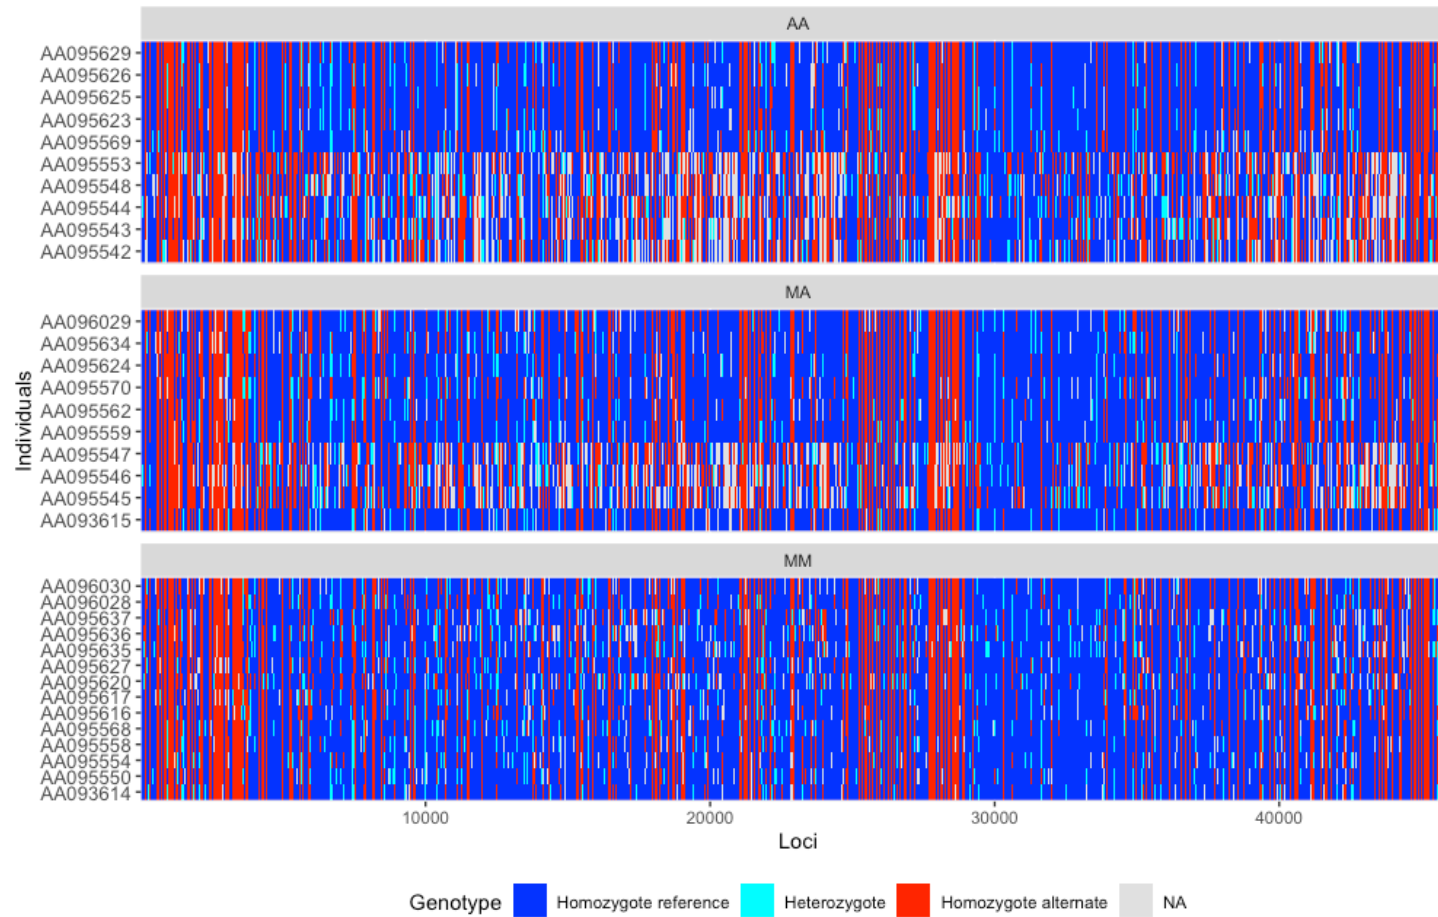 AA
AA095629
AA095626
AA095625
AA095623
AA095569
AA095553
AA095548
AA095544
AA095543
AA095542
MA
AA096029
AA095634
AA095624
AA095570
AA095562
AA095559
AA095547
AA095546
AA095545
AA093615
Individuals
MM
AA096030
AA096028
AA095637
AA095636
AA095635
AA095627
AA095620
AA095617
AA095616
AA095568
AA095558
AA095554
AA095550
AA093614
10000 20000 30000 40000
Loci
Genotype Homozygote reference Heterozygote Homozygote alternate NA